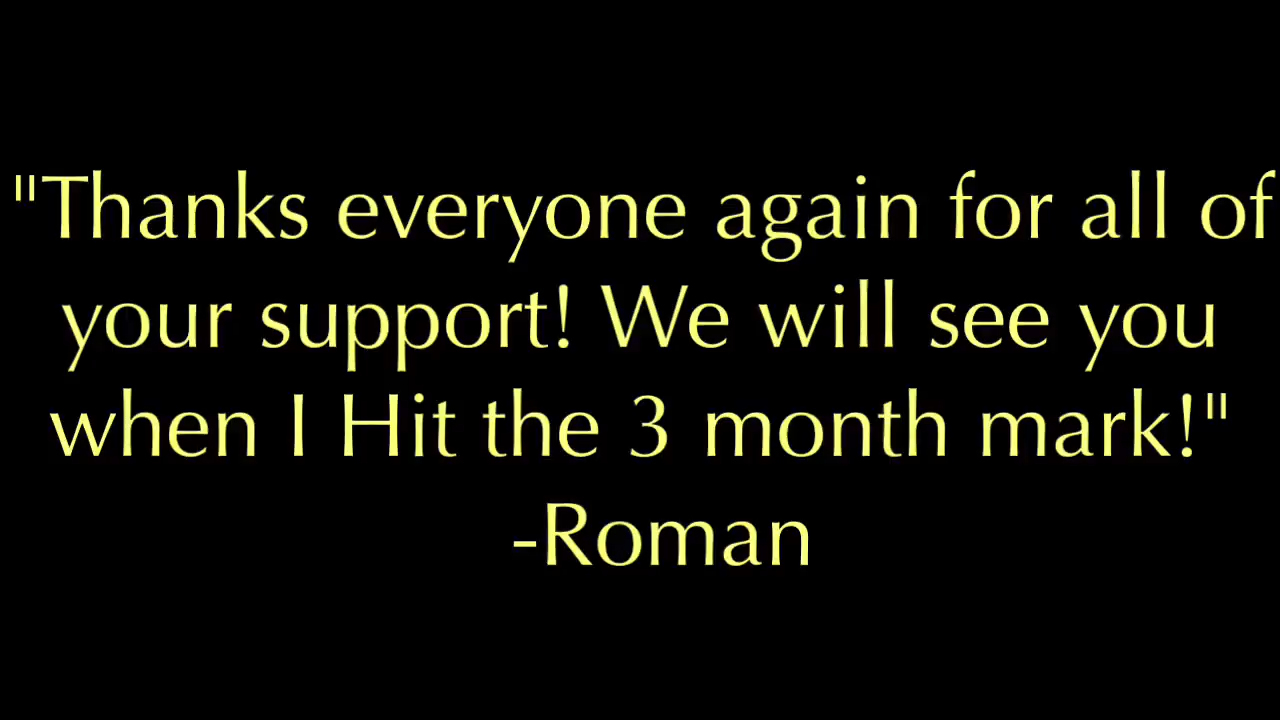 "Thanks everyone again for all of
your support! We will see you
when I Hit the 3 month mark!"
-Roman